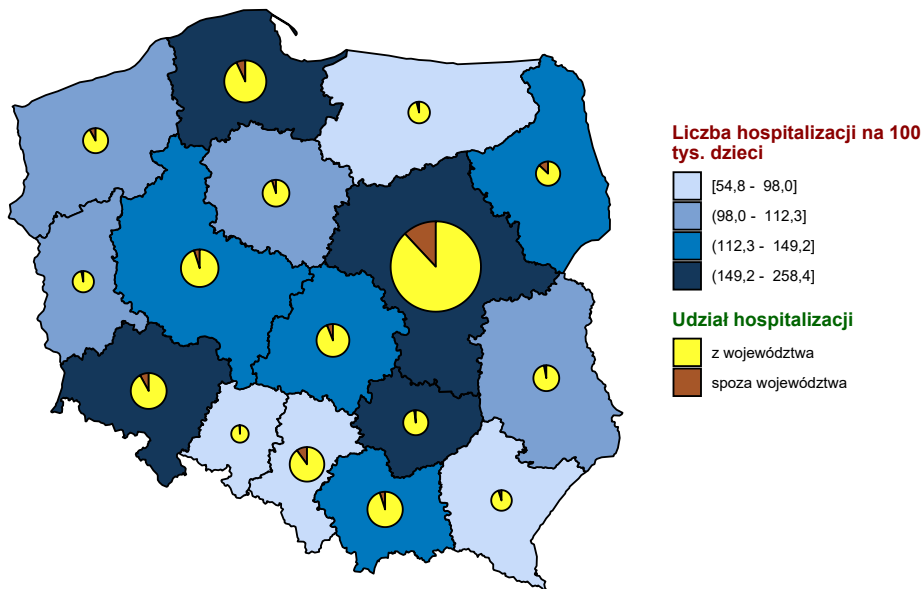 Liczba hospitalizacji na 100
tys. dzieci
[54,8 - 98,0]
(98,0 - 112,3]
(112,3 - 149,2]
(149,2 - 258,4]
Udział hospitalizacji
z województwa
spoza województwa